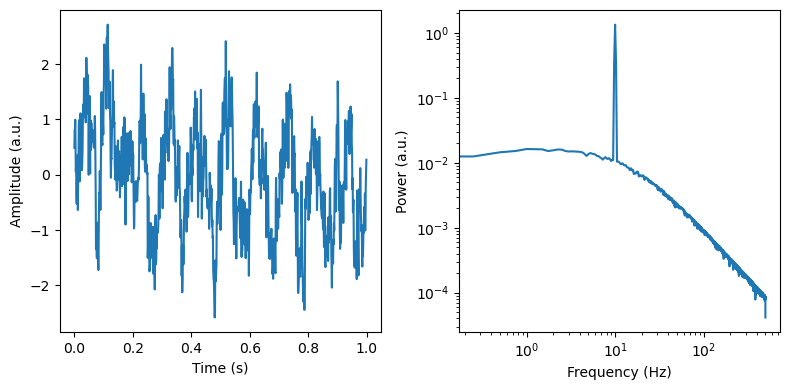 Amplitude (a.u.)
2
1
0
−1
−2
0.0 0.2 0.4 0.6 0.8 1.0
Time (s)
Power (a.u.)
10⁰
10⁻¹
10⁻²
10⁻³
10⁻⁴
10⁰ 10¹ 10²
Frequency (Hz)